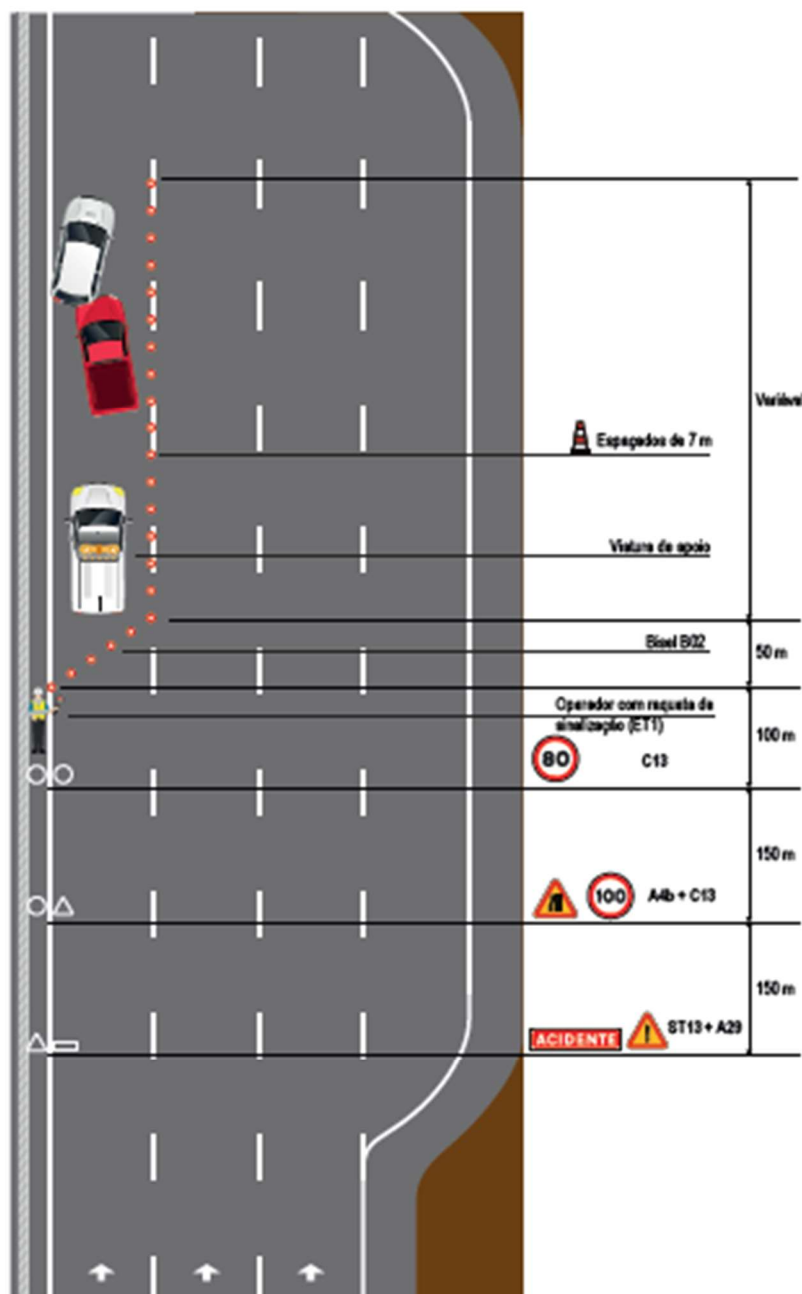 Variável
Espaçados de 7 m
Viatura de apoio
Bisel B02
50 m
Operador com raquete de
sinalização (ET1)
100 m
80
C13
150 m
100
A4b + C13
150 m
ACIDENTE
ST13 + A29